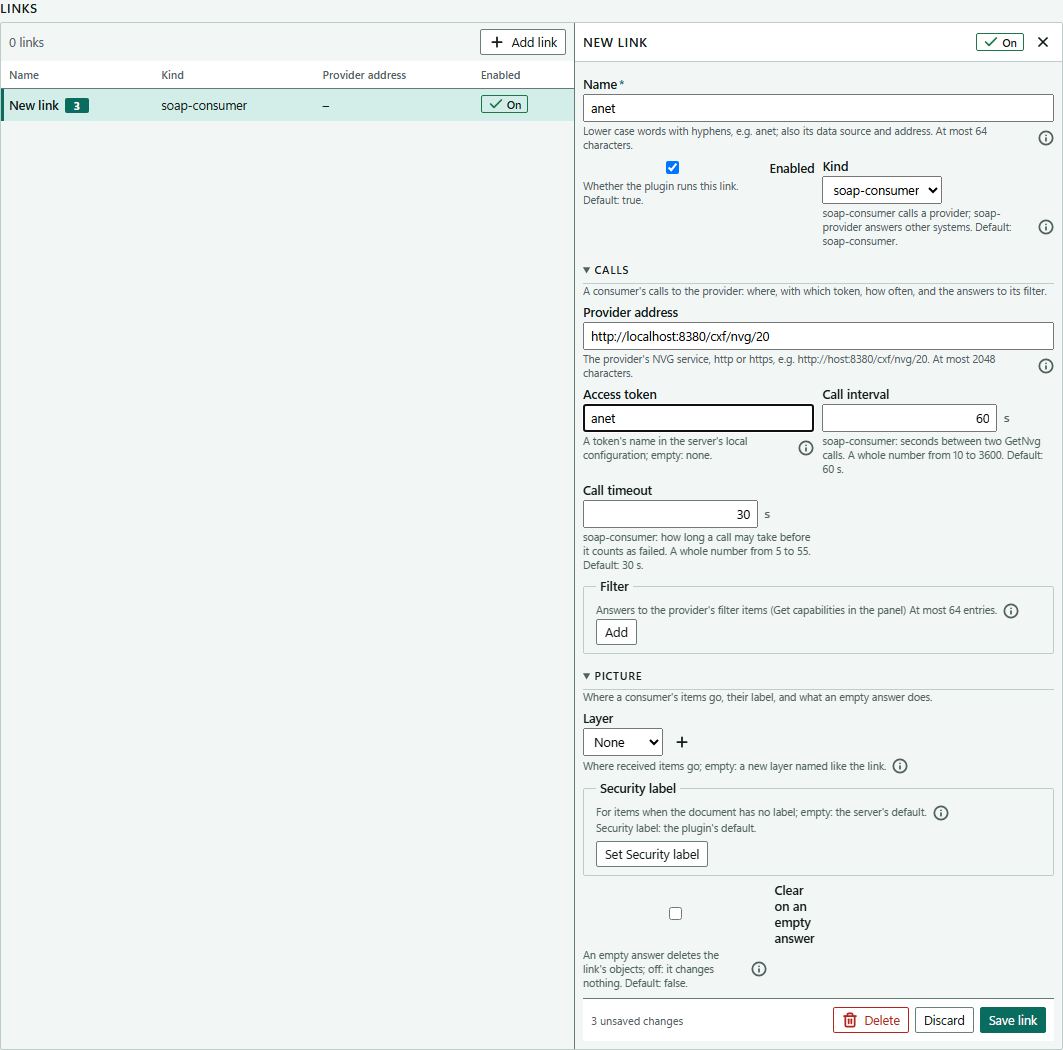 LINKS
0 links
Add link
Name Kind Provider address Enabled
New link 3 soap-consumer – On
NEW LINK
On
Name*
anet
Lower case words with hyphens, e.g. anet; also its data source and address. At most 64
characters.
Enabled
Whether the plugin runs this link.
Default: true.
Kind
soap-consumer
soap-consumer calls a provider; soap-
provider answers other systems. Default:
soap-consumer.
CALLS
A consumer's calls to the provider: where, with which token, how often, and the answers to its filter.
Provider address
http://localhost:8380/cxf/nvg/20
The provider's NVG service, http or https, e.g. http://host:8380/cxf/nvg/20. At most 2048
characters.
Access token
anet
A token's name in the server's local
configuration; empty: none.
Call interval
60 s
soap-consumer: seconds between two GetNvg
calls. A whole number from 10 to 3600. Default:
60 s.
Call timeout
30 s
soap-consumer: how long a call may take before
it counts as failed. A whole number from 5 to 55.
Default: 30 s.
Filter
Answers to the provider's filter items (Get capabilities in the panel) At most 64 entries.
Add
PICTURE
Where a consumer's items go, their label, and what an empty answer does.
Layer
None
Where received items go; empty: a new layer named like the link.
Security label
For items when the document has no label; empty: the server's default.
Security label: the plugin's default.
Set Security label
Clear
on an
empty
answer
An empty answer deletes the
link's objects; off: it changes
nothing. Default: false.
3 unsaved changes
Delete
Discard
Save link